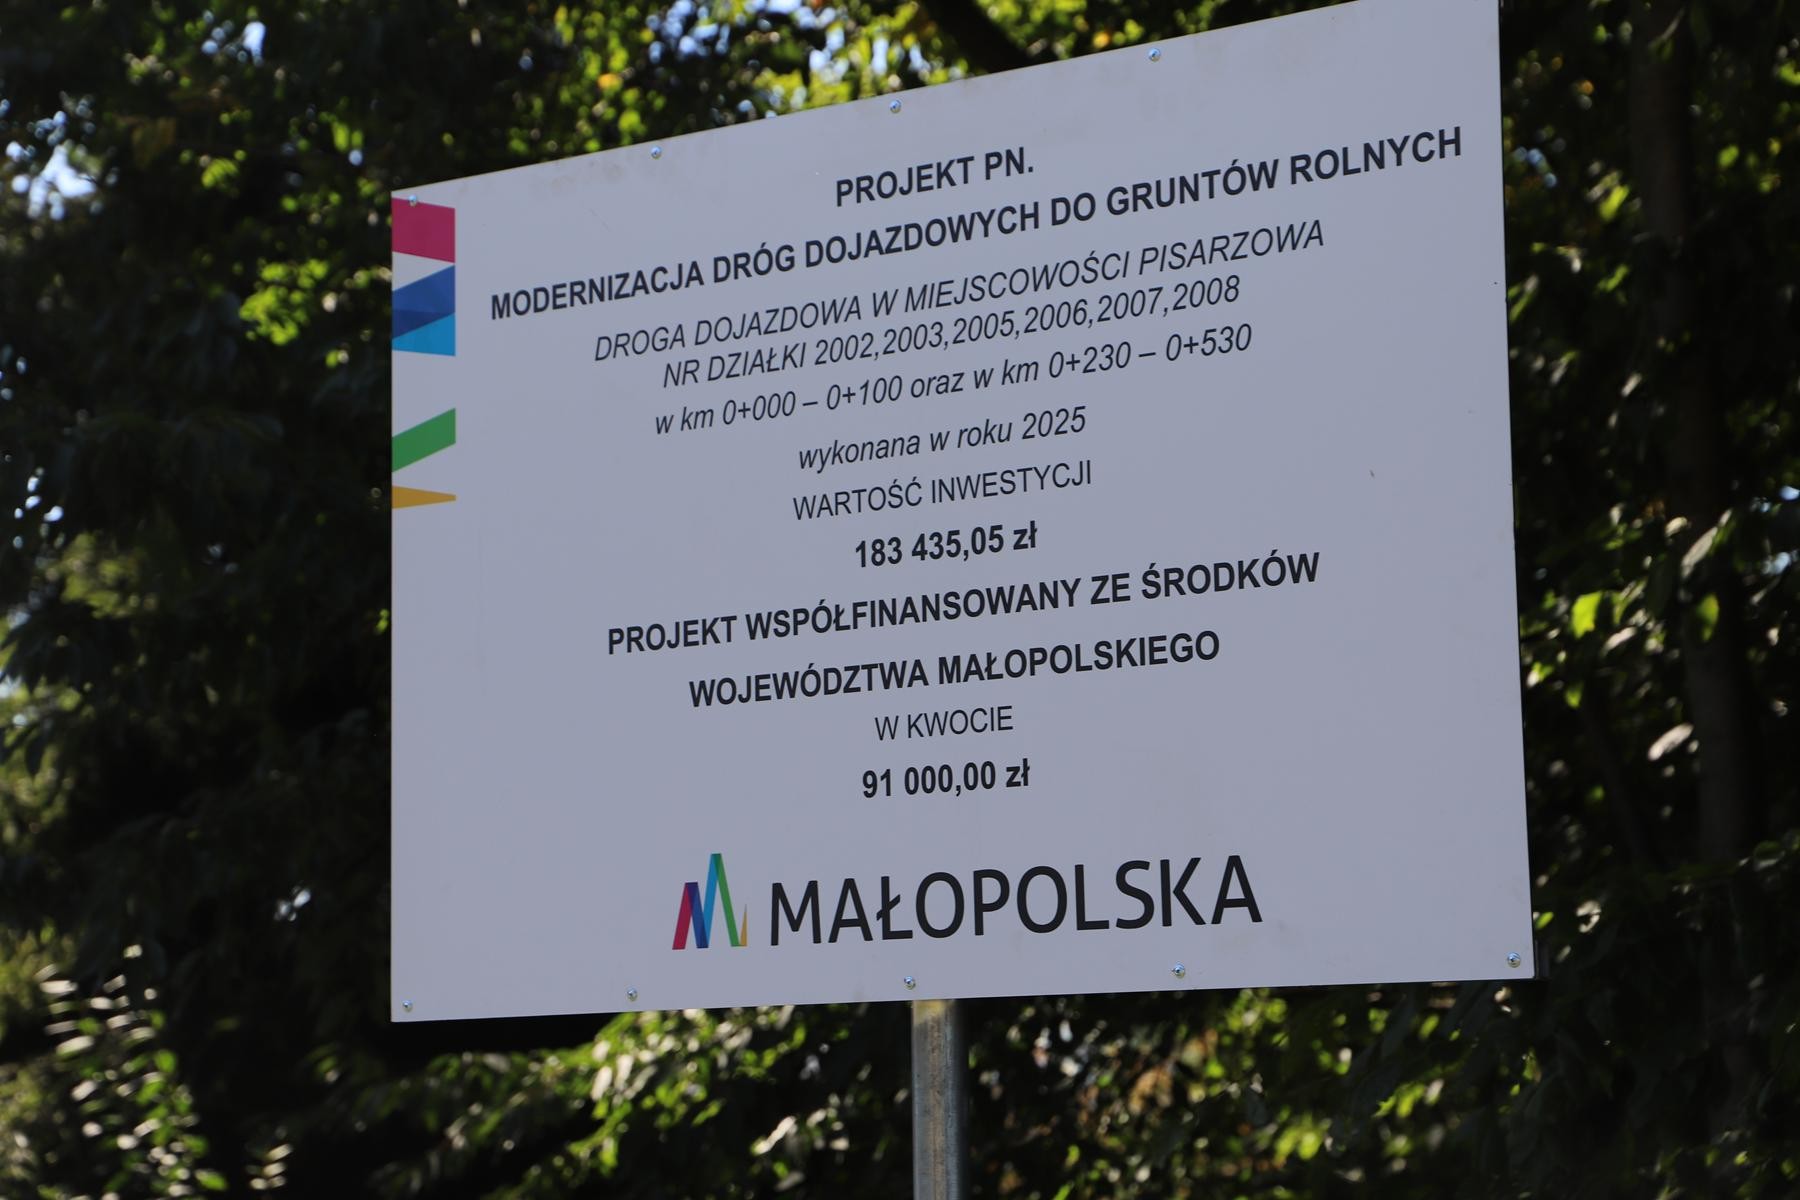 PROJEKT PN.
MODERNIZACJA DRÓG DOJAZDOWYCH DO GRUNTÓW ROLNYCH
DROGA DOJAZDOWA W MIEJSCOWOŚCI PISARZOWA
NR DZIAŁKI 2002,2003,2005,2006,2007,2008
w km 0+000 – 0+100 oraz w km 0+230 – 0+530
wykonana w roku 2025
WARTOŚĆ INWESTYCJI
183 435,05 zł
PROJEKT WSPÓŁFINANSOWANY ZE ŚRODKÓW
WOJEWÓDZTWA MAŁOPOLSKIEGO
W KWOCIE
91 000,00 zł
MAŁOPOLSKA